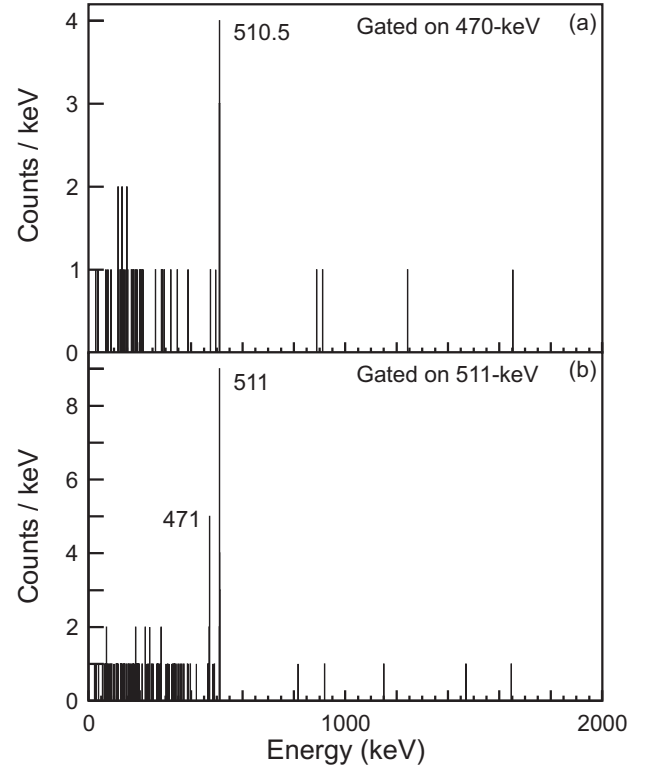 4
3
2
1
0
Counts / keV
510.5
Gated on 470-keV
(a)
8
6
4
2
0
Counts / keV
471
511
Gated on 511-keV
(b)
0
1000
2000
Energy (keV)